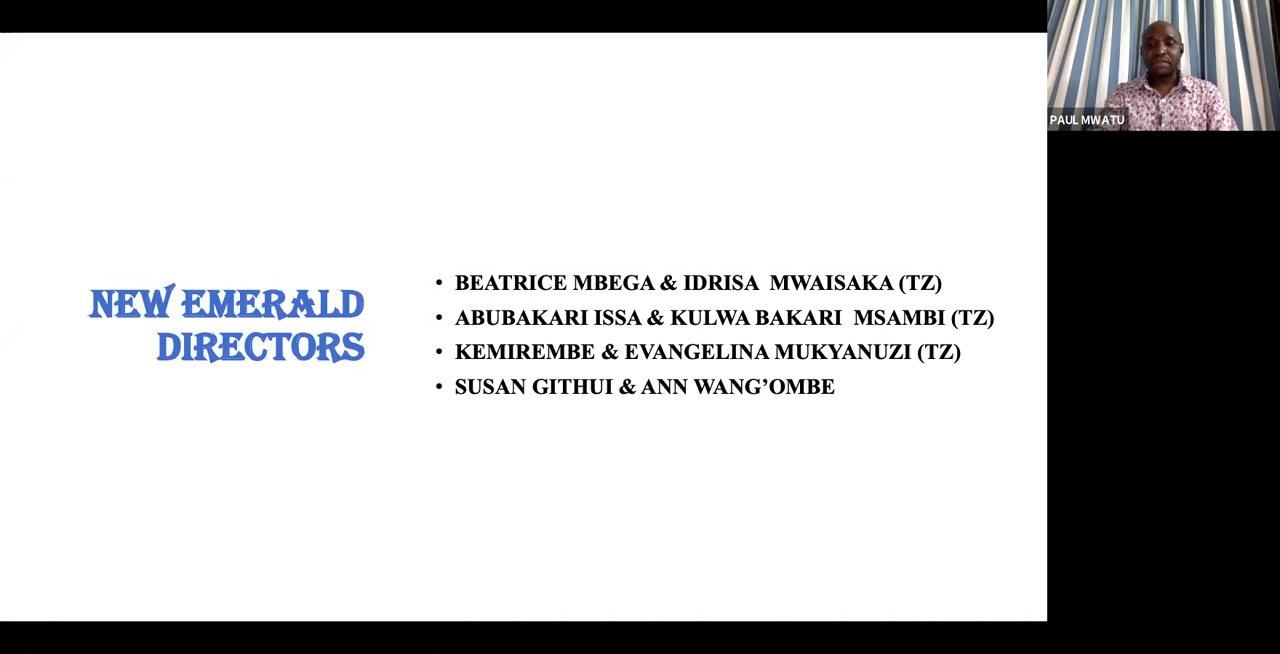 NEW EMERALD
DIRECTORS
• BEATRICE MBEGA & IDRISA MWAISAKA (TZ)
• ABUBAKARI ISSA & KULWA BAKARI MSAMBI (TZ)
• KEMIREMBE & EVANGELINA MUKYANUZI (TZ)
• SUSAN GITHUI & ANN WANG’OMBE
PAUL MWATU